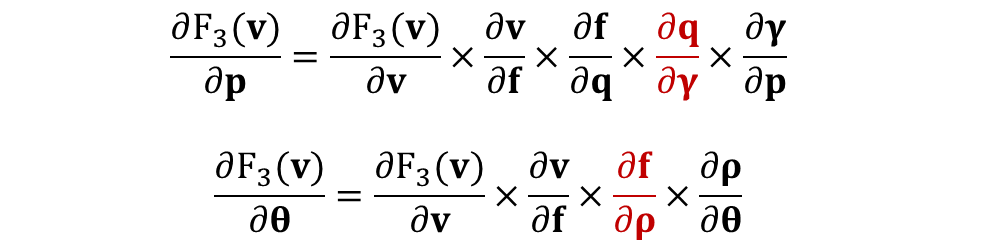 ∂F₃(𝐯)/∂𝐩 = ∂F₃(𝐯)/∂𝐯 × ∂𝐯/∂𝐟 × ∂𝐟/∂𝐪 × ∂𝐪/∂𝛄 × ∂𝛄/∂𝐩
∂F₃(𝐯)/∂𝛉 = ∂F₃(𝐯)/∂𝐯 × ∂𝐯/∂𝐟 × ∂𝐟/∂𝛒 × ∂𝛒/∂𝛉